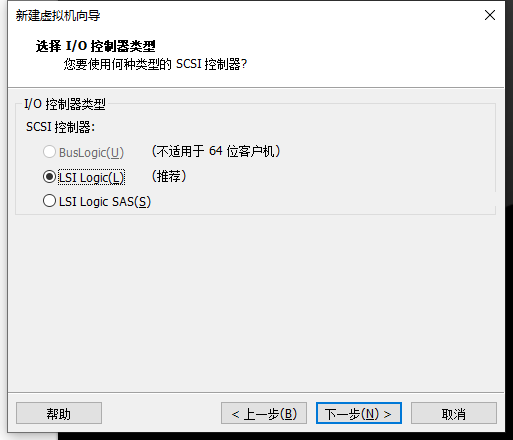 新建虚拟机向导
选择 I/O 控制器类型
您要使用何种类型的 SCSI 控制器?
I/O 控制器类型
SCSI 控制器:
BusLogic(U) (不适用于 64 位客户机)
LSI Logic(L) (推荐)
LSI Logic SAS(S)
帮助 < 上一步(B) 下一步(N) > 取消